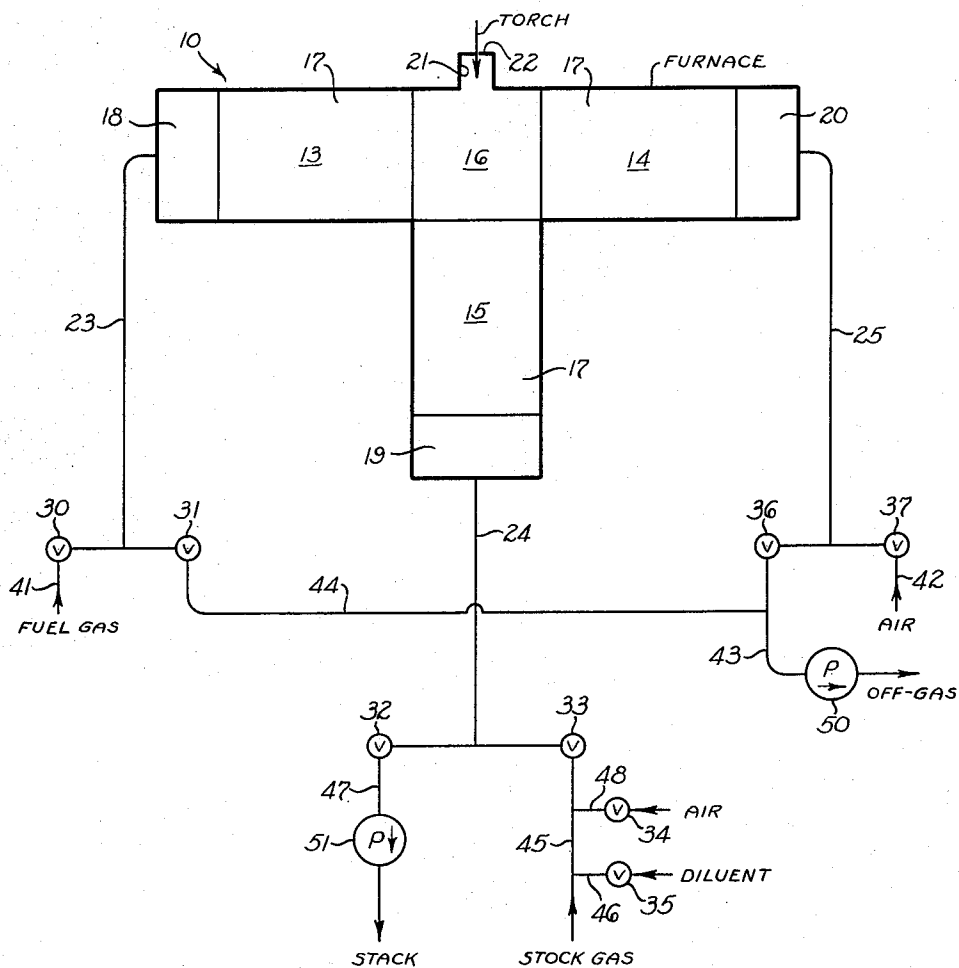 TORCH
10
17
21
22
17
FURNACE
18
20
13
16
14
23
15
25
17
19
30
31
24
36
37
V
V
V
V
41
44
42
FUEL GAS
AIR
43
P
OFF-GAS
50
32
33
V
V
47
48
AIR
V
34
51
P
45
DILUENT
V
46
35
STACK
STOCK GAS